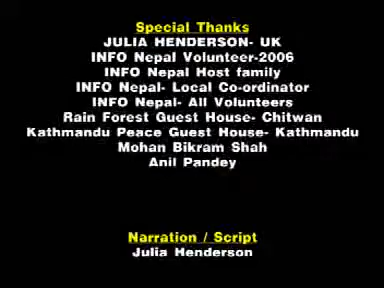 Special Thanks
JULIA HENDERSON- UK
INFO Nepal Volunteer-2006
INFO Nepal Host family
INFO Nepal- Local Co-ordinator
INFO Nepal- All Volunteers
Rain Forest Guest House- Chitwan
Kathmandu Peace Guest House- Kathmandu
Mohan Bikram Shah
Anil Pandey
Narration / Script
Julia Henderson